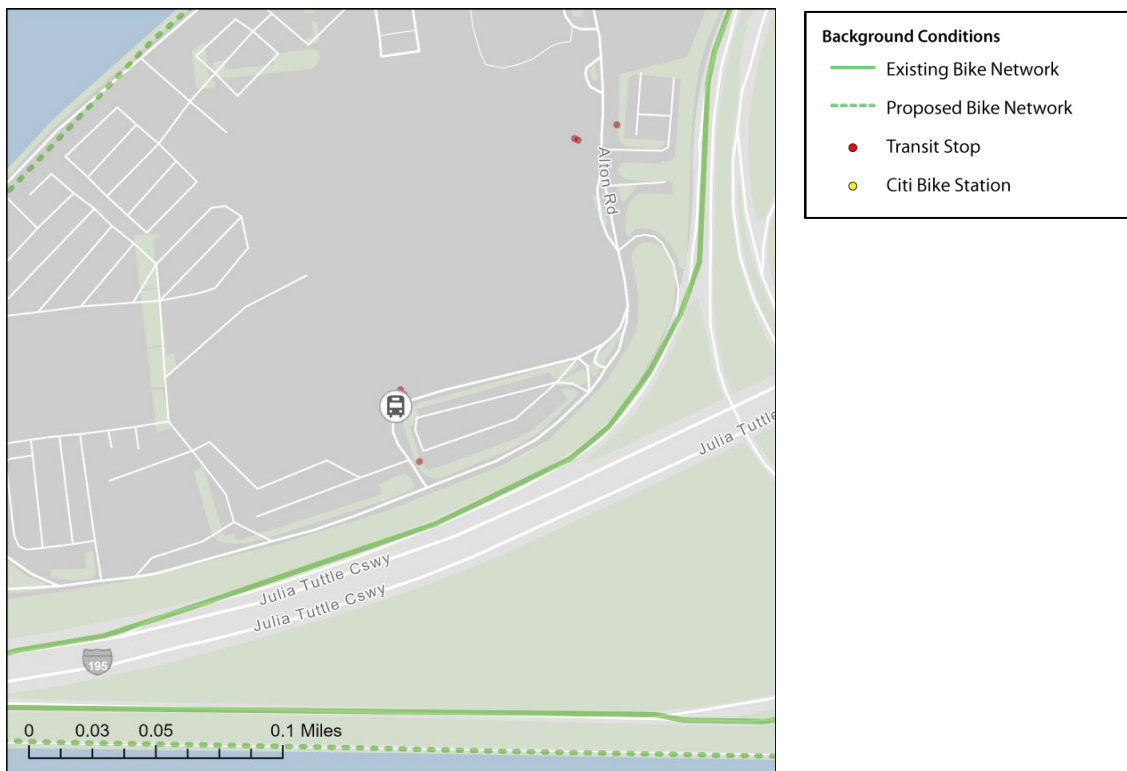 Alton Rd
Julia Tuttle
Julia Tuttle Cswy
Julia Tuttle Cswy
195
0 0.03 0.05 0.1 Miles
Background Conditions
Existing Bike Network
Proposed Bike Network
Transit Stop
Citi Bike Station